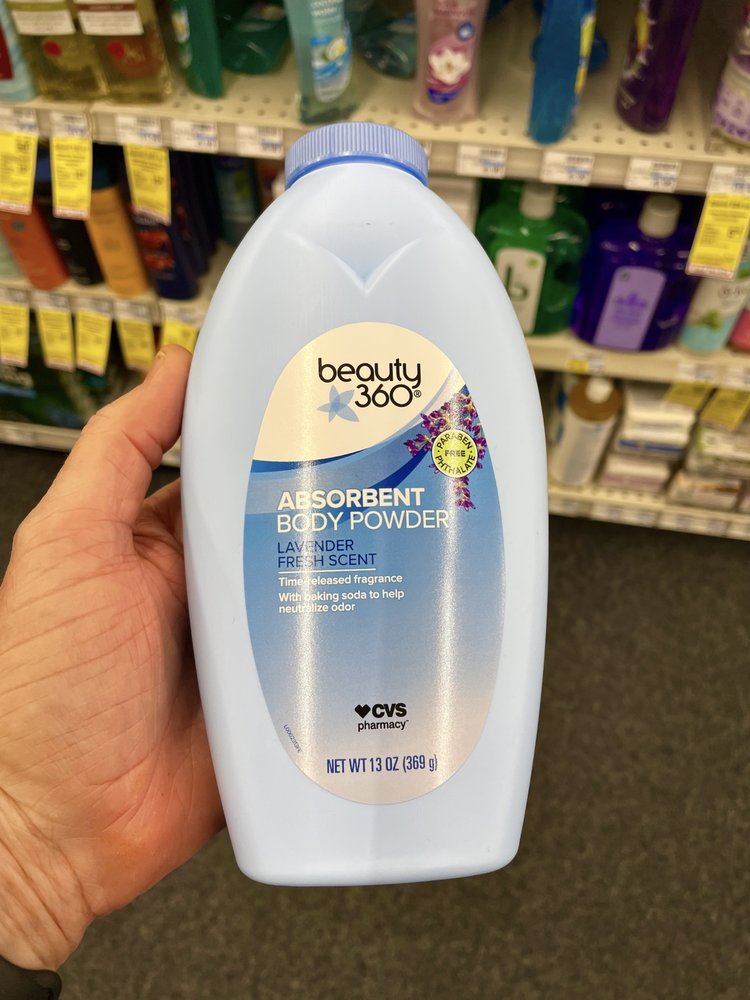 beauty
360®
PARABEN
FREE
PHTHALATE
ABSORBENT
BODY POWDER
LAVENDER
FRESH SCENT
Time-released fragrance
With baking soda to help
neutralize odor
CVS
pharmacy™
NET WT 13 OZ (369 g)